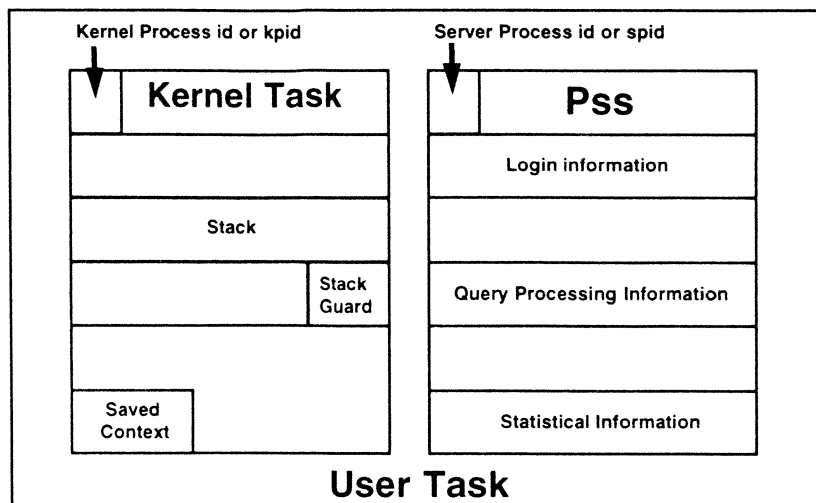 Kernel Process id or kpid
Server Process id or spid
Kernel Task
Pss
Login information
Stack
Stack
Guard
Query Processing Information
Saved
Context
Statistical Information
User Task